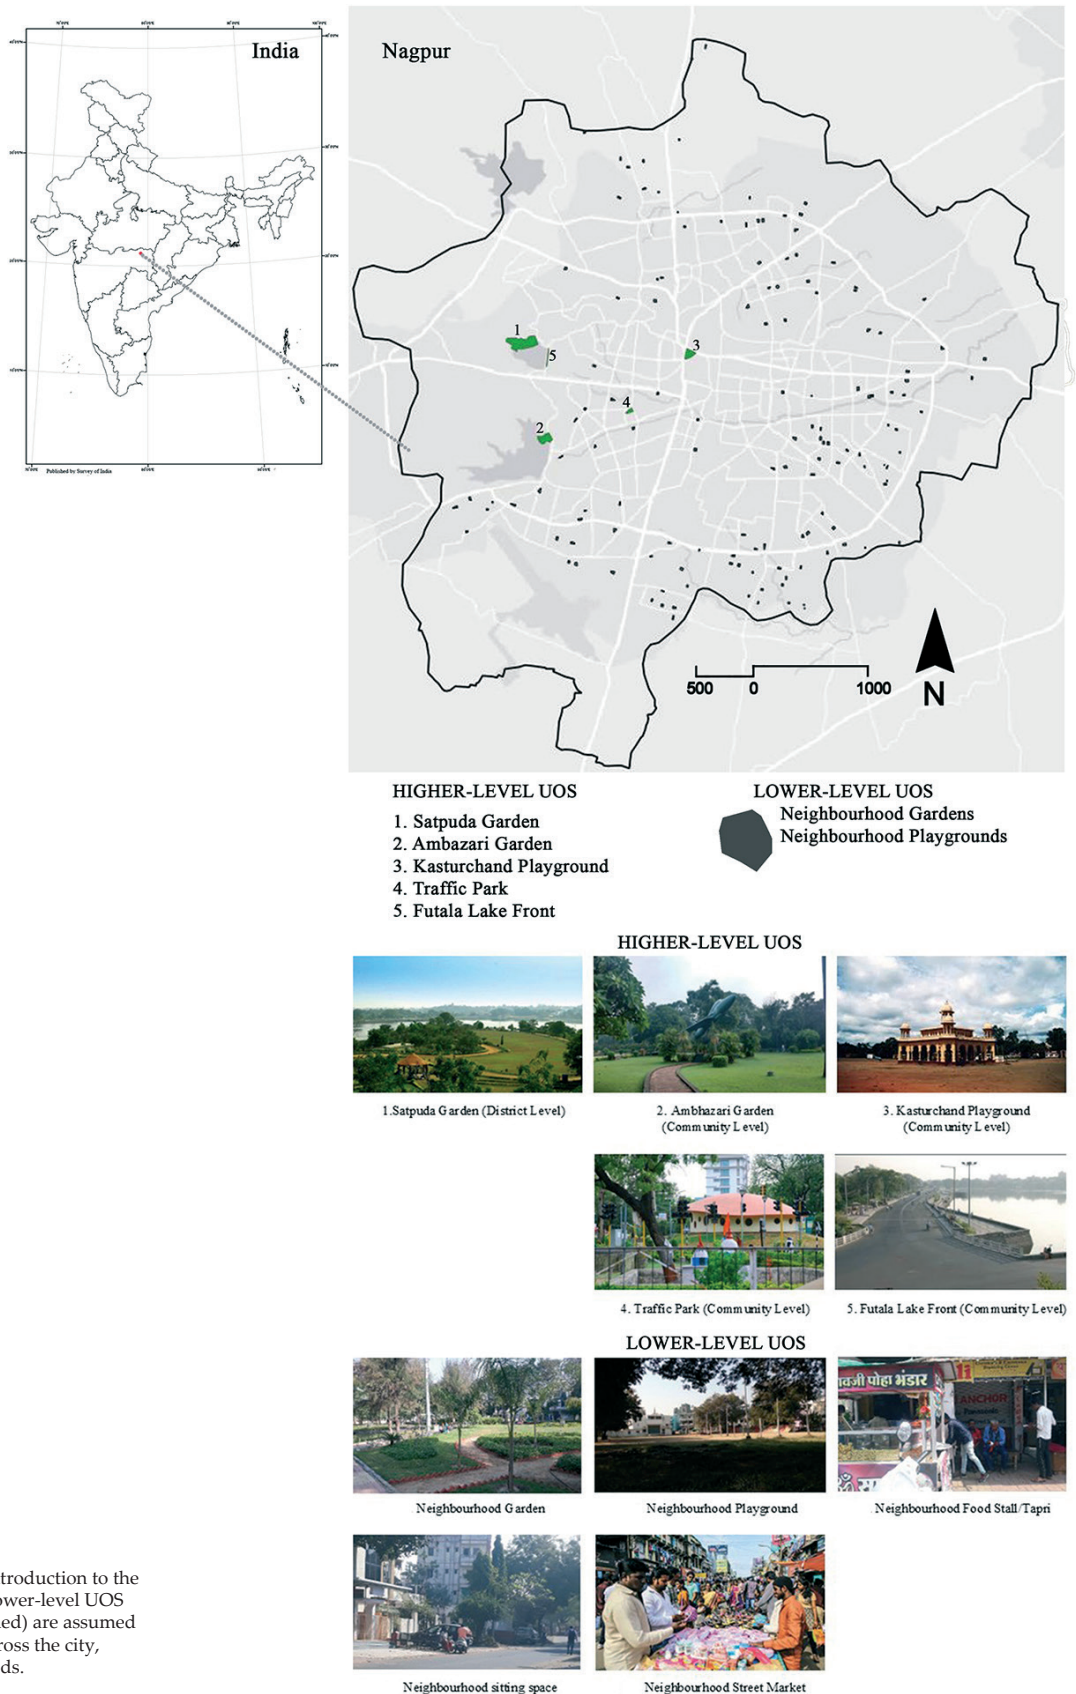 India
Nagpur
Published by Survey of India
1
5
3
4
2
500 0 1000
N
HIGHER-LEVEL UOS
1. Satpuda Garden
2. Ambazari Garden
3. Kasturchand Playground
4. Traffic Park
5. Futala Lake Front
LOWER-LEVEL UOS
Neighbourhood Gardens
Neighbourhood Playgrounds
HIGHER-LEVEL UOS
1.Satpuda Garden (District Level)
2. Ambhazari Garden
(Community Level)
3. Kasturchand Playground
(Community Level)
4. Traffic Park (Community Level)
5. Futala Lake Front (Community Level)
LOWER-LEVEL UOS
पोहा भंडार
ANCHOR
Neighbourhood Garden
Neighbourhood Playground
Neighbourhood Food Stall/Tapri
Neighbourhood sitting space
Neighbourhood Street Market
troduction to the
ower-level UOS
ed) are assumed
ross the city,
ds.